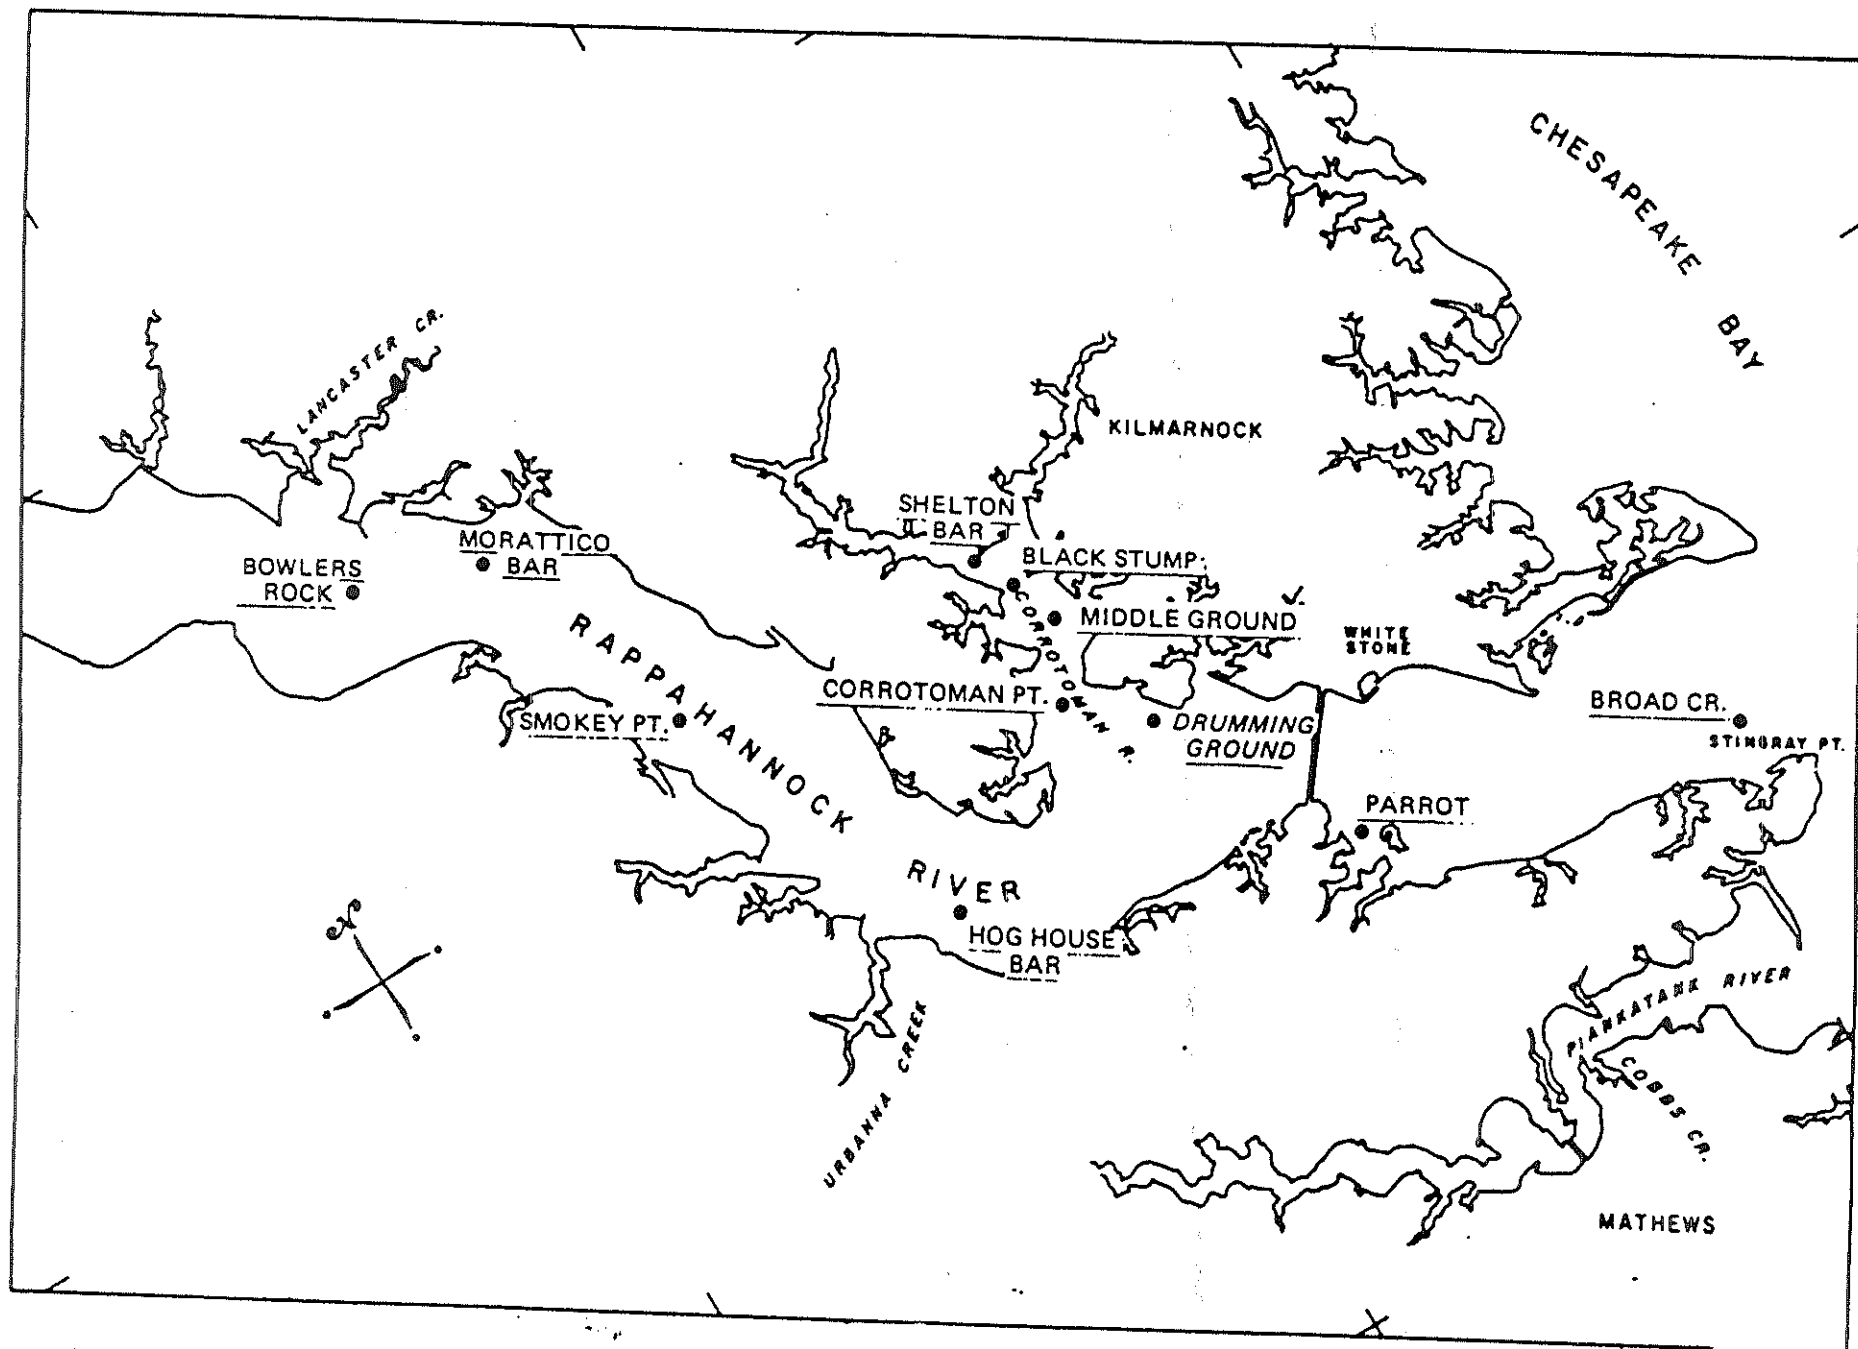 CHESAPEAKE
BAY
LANCASTER CR.
KILMARNOCK
SHELTON
BAR
MORATTICO
BAR
BLACK STUMP
BOWLERS
ROCK
MIDDLE GROUND
CORROTOMAN R.
WHITE
STONE
RAPPAHANNOCK
RIVER
CORROTOMAN PT.
SMOKEY PT.
DRUMMING
GROUND
BROAD CR.
STINGRAY PT.
PARROT
HOG HOUSE
BAR
N
URBANNA CREEK
PIANKATANK RIVER
COBBS CR.
MATHEWS